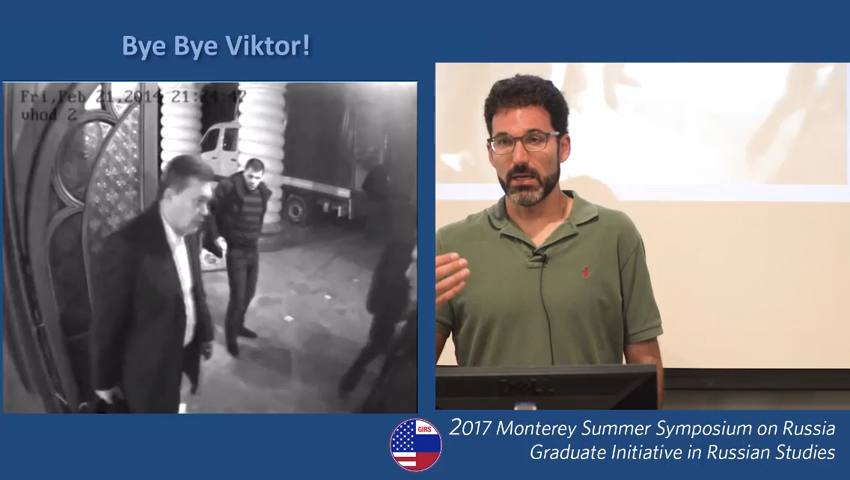 Bye Bye Viktor!
Fri,Feb 21,2014 21:24:47
vhod 2
DELL
GIRS
2017 Monterey Summer Symposium on Russia
Graduate Initiative in Russian Studies